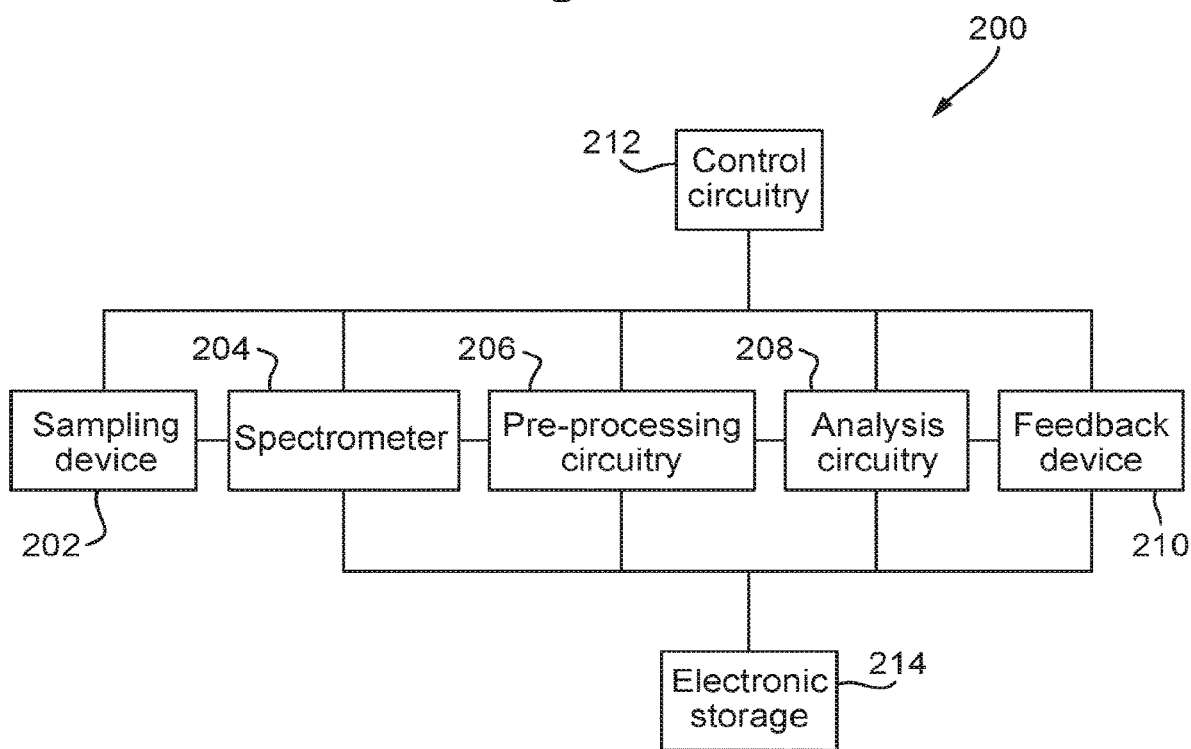 200
212
Control
circuitry
204
206
208
Sampling
device
Spectrometer
Pre-processing
circuitry
Analysis
circuitry
Feedback
device
202
210
Electronic
storage
214